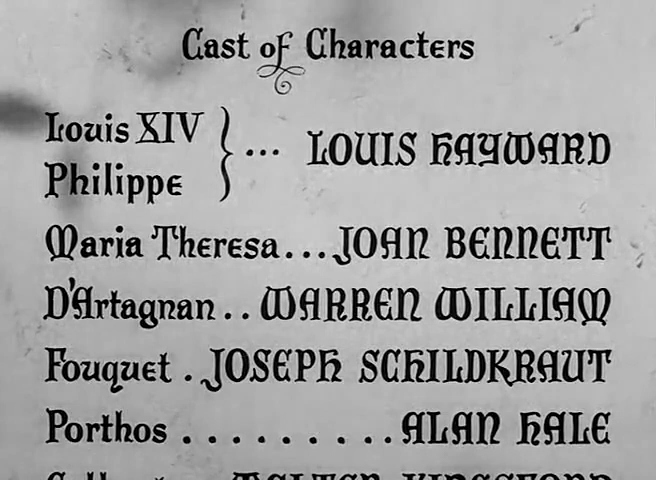 Cast of Characters
Louis XIV
Philippe } ... LOUIS HAYWARD
Maria Theresa...JOAN BENNETT
D'Artagnan..WARREN WILLIAM
Fouquet .JOSEPH SCHILDKRAUT
Porthos ..........ALAN HALE